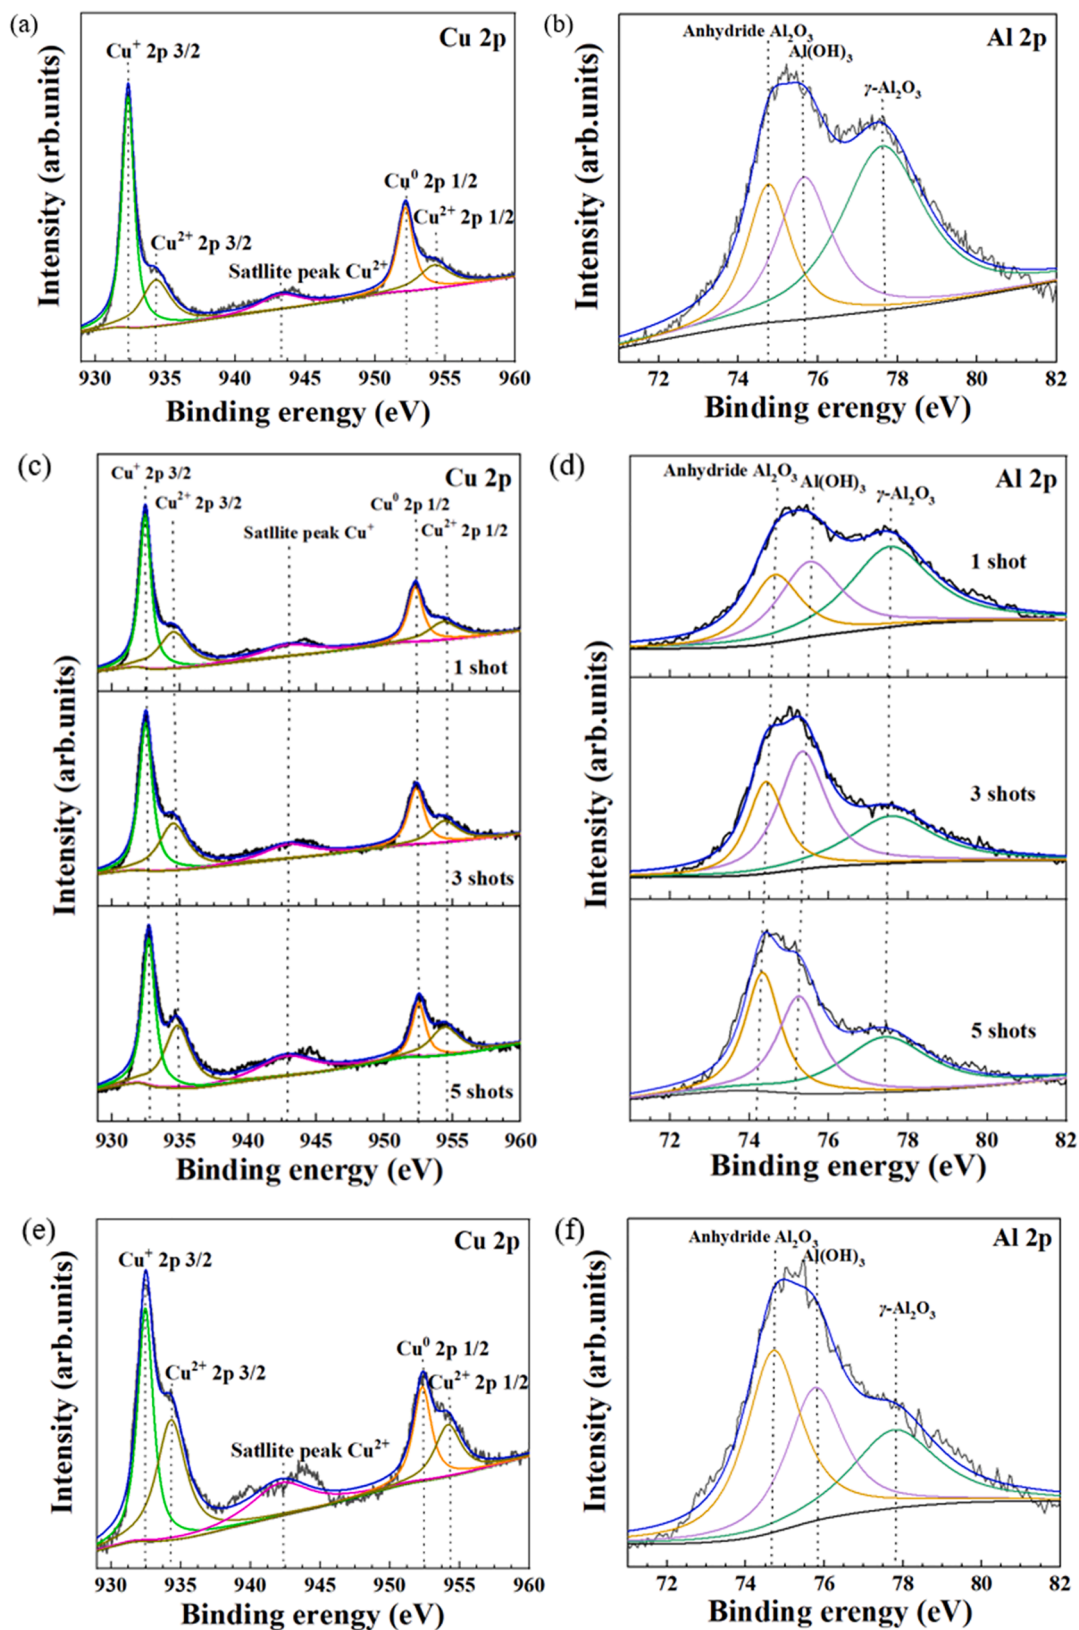 (a)
Cu⁺ 2p 3/2
Cu 2p
Cu²⁺ 2p 3/2
Cu⁰ 2p 1/2
Cu²⁺ 2p 1/2
Satllite peak Cu²⁺
Intensity (arb.units)
930 935 940 945 950 955 960
Binding erergy (eV)
(b)
Anhydride Al₂O₃
Al(OH)₃
Al 2p
γ-Al₂O₃
Intensity (arb.units)
72 74 76 78 80 82
Binding erergy (eV)
(c)
Cu⁺ 2p 3/2
Cu 2p
Cu²⁺ 2p 3/2
Cu⁰ 2p 1/2
Satllite peak Cu⁺
Cu²⁺ 2p 1/2
1 shot
3 shots
5 shots
Intensity (arb.units)
930 935 940 945 950 955 960
Binding energy (eV)
(d)
Anhydride Al₂O₃
Al(OH)₃
Al 2p
γ-Al₂O₃
1 shot
3 shots
5 shots
Intensity (arb.units)
72 74 76 78 80 82
Binding energy (eV)
(e)
Cu⁺ 2p 3/2
Cu 2p
Cu²⁺ 2p 3/2
Cu⁰ 2p 1/2
Cu²⁺ 2p 1/2
Satllite peak Cu²⁺
Intensity (arb.units)
930 935 940 945 950 955 960
Binding erergy (eV)
(f)
Anhydride Al₂O₃
Al(OH)₃
Al 2p
γ-Al₂O₃
Intensity (arb.units)
72 74 76 78 80 82
Binding erergy (eV)